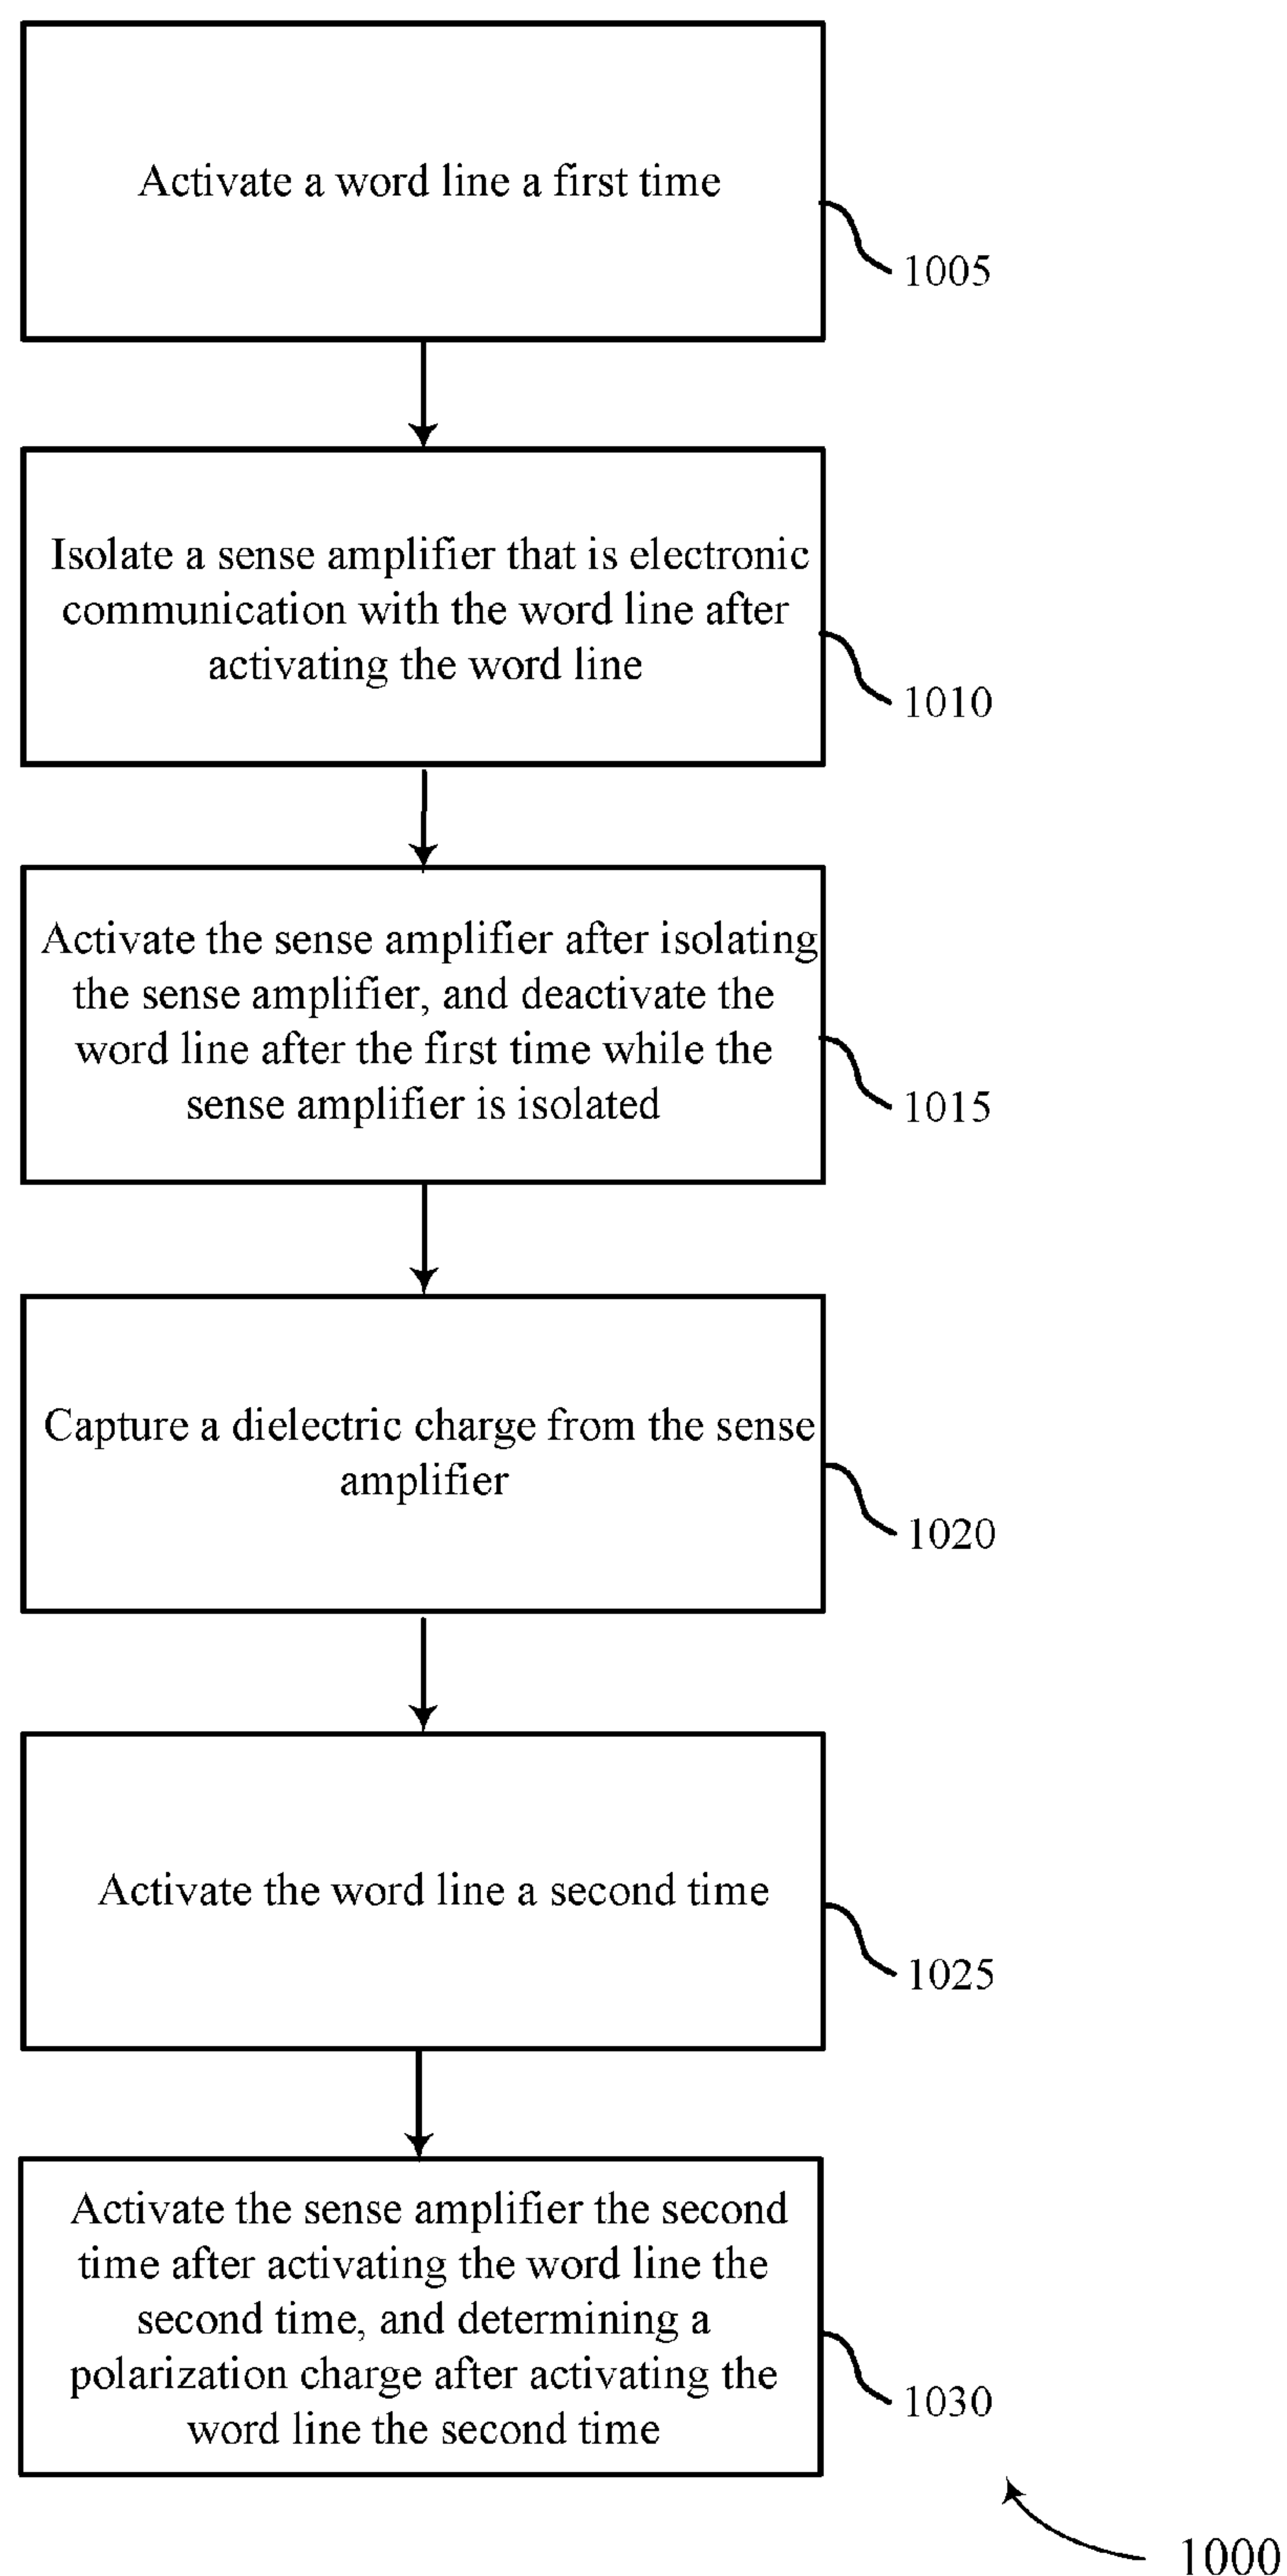 Activate a word line a first time
1005
Isolate a sense amplifier that is electronic
communication with the word line after
activating the word line
1010
Activate the sense amplifier after isolating
the sense amplifier, and deactivate the
word line after the first time while the
sense amplifier is isolated
1015
Capture a dielectric charge from the sense
amplifier
1020
Activate the word line a second time
1025
Activate the sense amplifier the second
time after activating the word line the
second time, and determining a
polarization charge after activating the
word line the second time
1030
1000